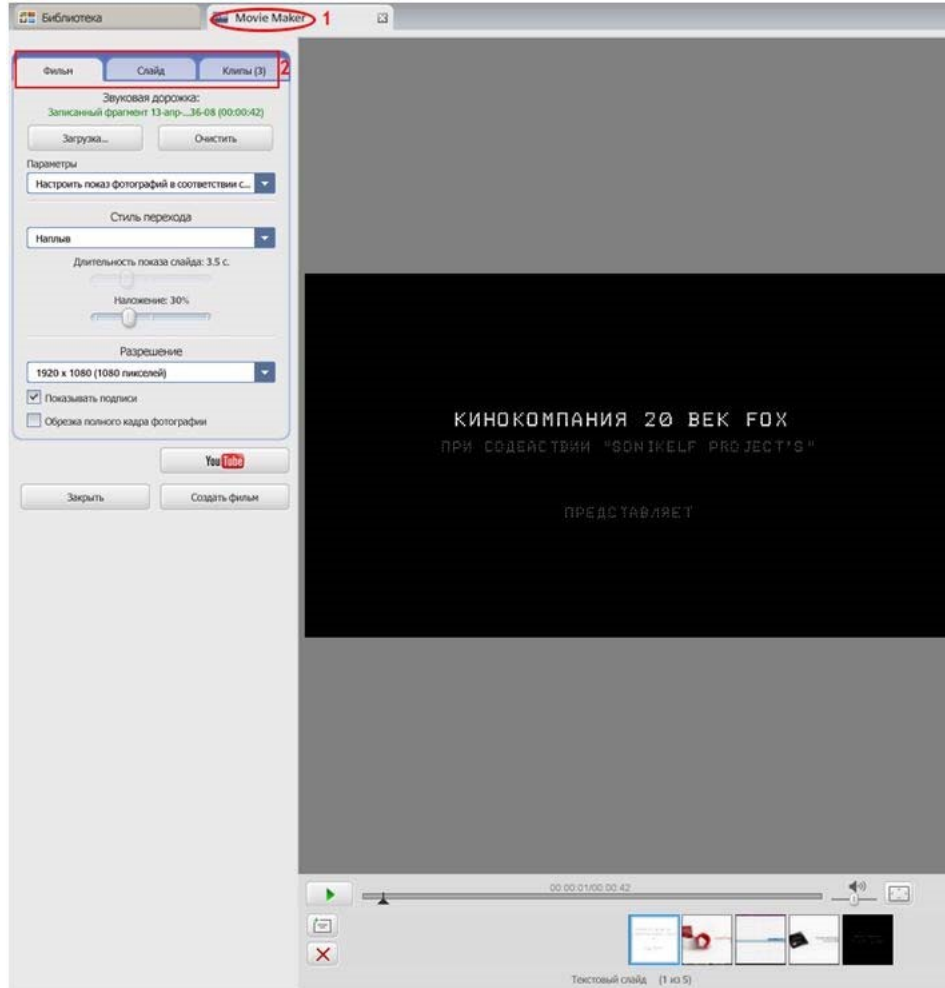 Библиотека
Movie Maker 1
Фильм Слайд Клипы (3) 2
Звуковая дорожка:
Записанный фрагмент 13-апр-...36-08 (00:00:42)
Загрузка... Очистить
Параметры
Настроить показ фотографий в соответствии с...
Стиль перехода
Наплыв
Длительность показа слайда: 3.5 с.
Наложение: 30%
Разрешение
1920 x 1080 (1080 пикселей)
Показывать подписи
Обрезка полного кадра фотографии
You Tube
Закрыть Создать фильм
КИНОКОМПАНИЯ 20 ВЕК FOX
ПРИ СОДЕЙСТВИИ "SONIKELF PROJECT'S"
ПРЕДСТАВЛЯЕТ
00:00:01/00:00:42
Текстовый слайд (1 из 5)